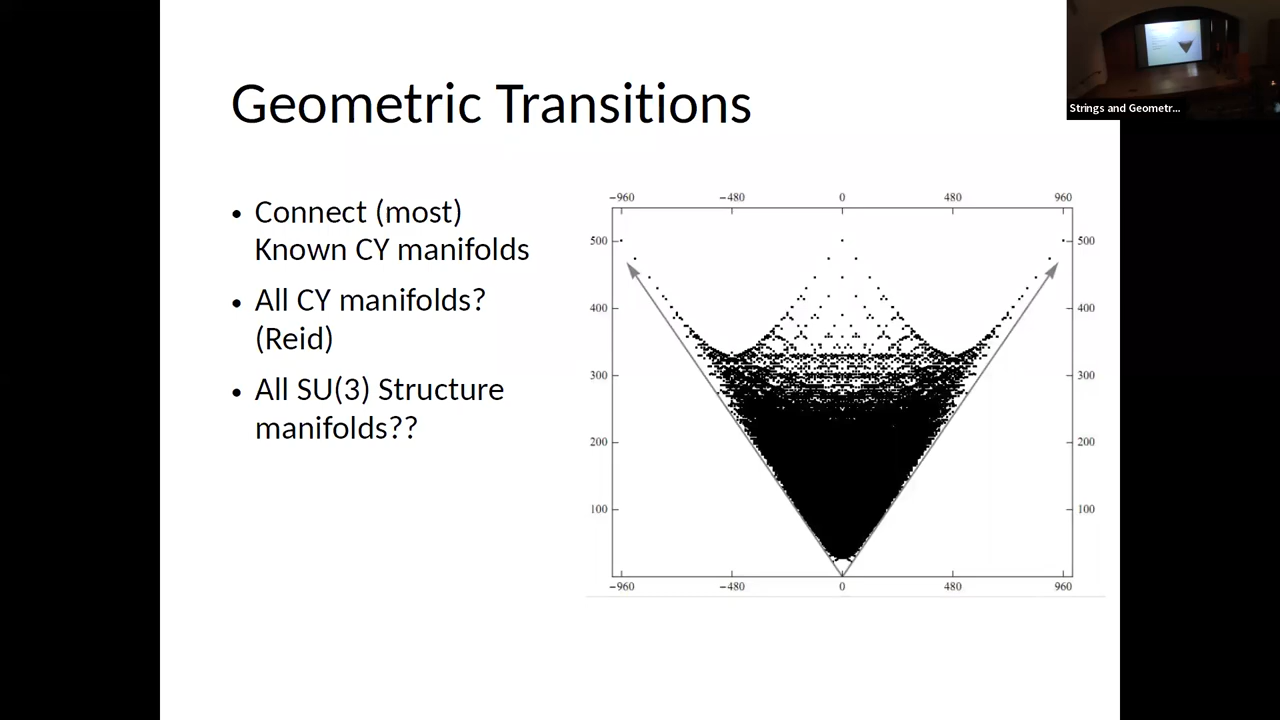 Strings and Geometr...
Geometric Transitions
• Connect (most)
Known CY manifolds
• All CY manifolds?
(Reid)
• All SU(3) Structure
manifolds??
−960 −480 0 480 960
500 500
400 400
300 300
200 200
100 100
−960 −480 0 480 960